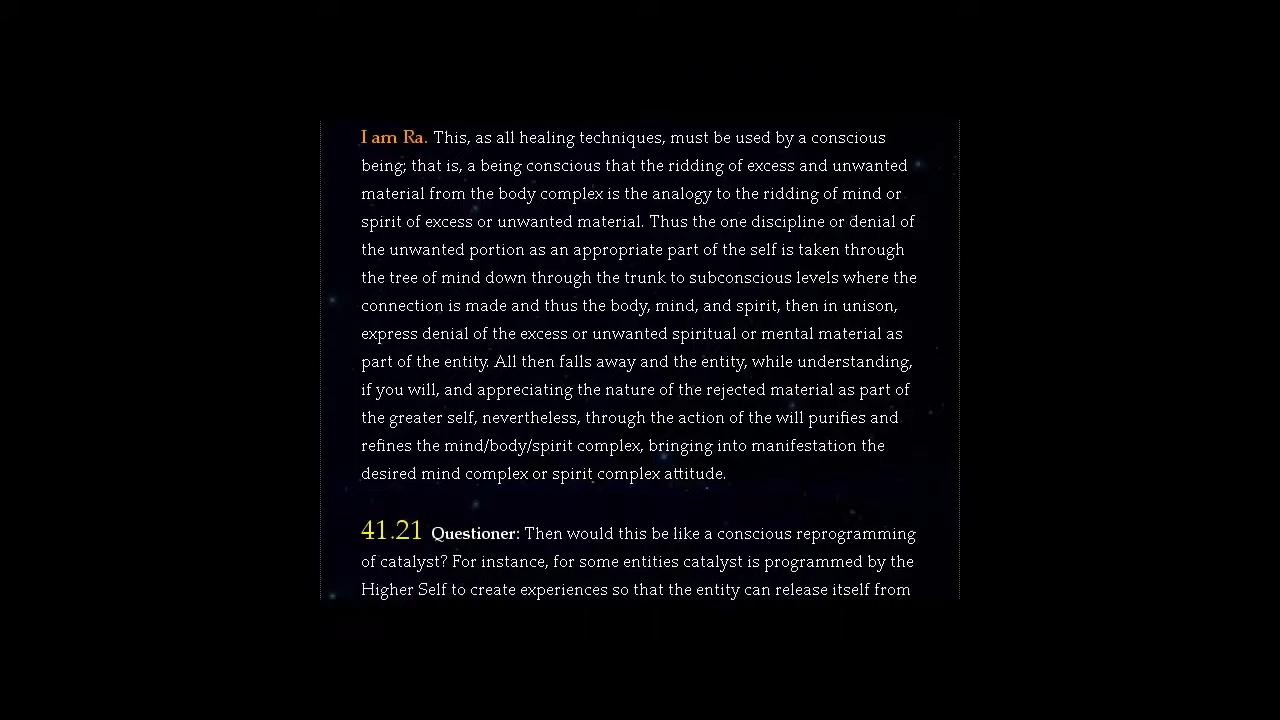 I am Ra. This, as all healing techniques, must be used by a conscious
being; that is, a being conscious that the ridding of excess and unwanted
material from the body complex is the analogy to the ridding of mind or
spirit of excess or unwanted material. Thus the one discipline or denial of
the unwanted portion as an appropriate part of the self is taken through
the tree of mind down through the trunk to subconscious levels where the
connection is made and thus the body, mind, and spirit, then in unison,
express denial of the excess or unwanted spiritual or mental material as
part of the entity. All then falls away and the entity, while understanding,
if you will, and appreciating the nature of the rejected material as part of
the greater self, nevertheless, through the action of the will purifies and
refines the mind/body/spirit complex, bringing into manifestation the
desired mind complex or spirit complex attitude.
41.21 Questioner: Then would this be like a conscious reprogramming
of catalyst? For instance, for some entities catalyst is programmed by the
Higher Self to create experiences so that the entity can release itself from